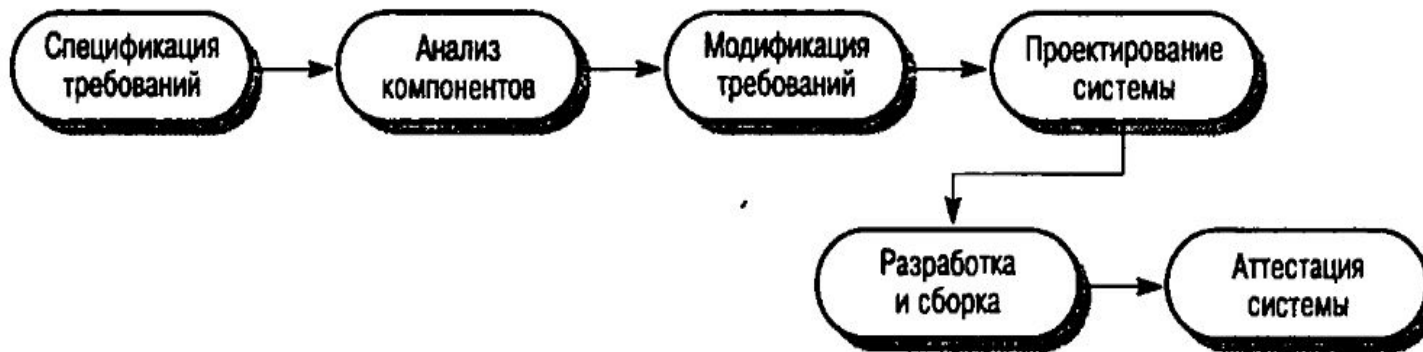 Спецификация
требований
Анализ
компонентов
Модификация
требований
Проектирование
системы
Разработка
и сборка
Аттестация
системы